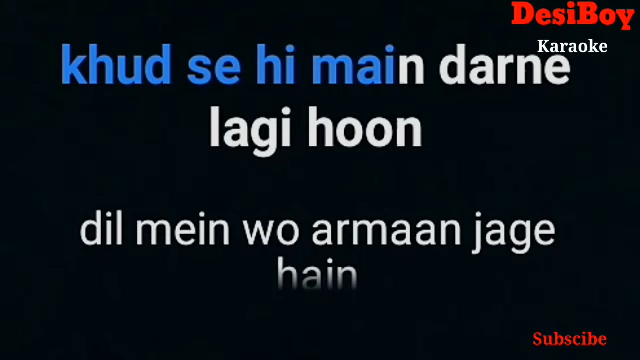 DesiBoy
Karaoke
khud se hi main darne
lagi hoon
dil mein wo armaan jage
hain
Subscibe